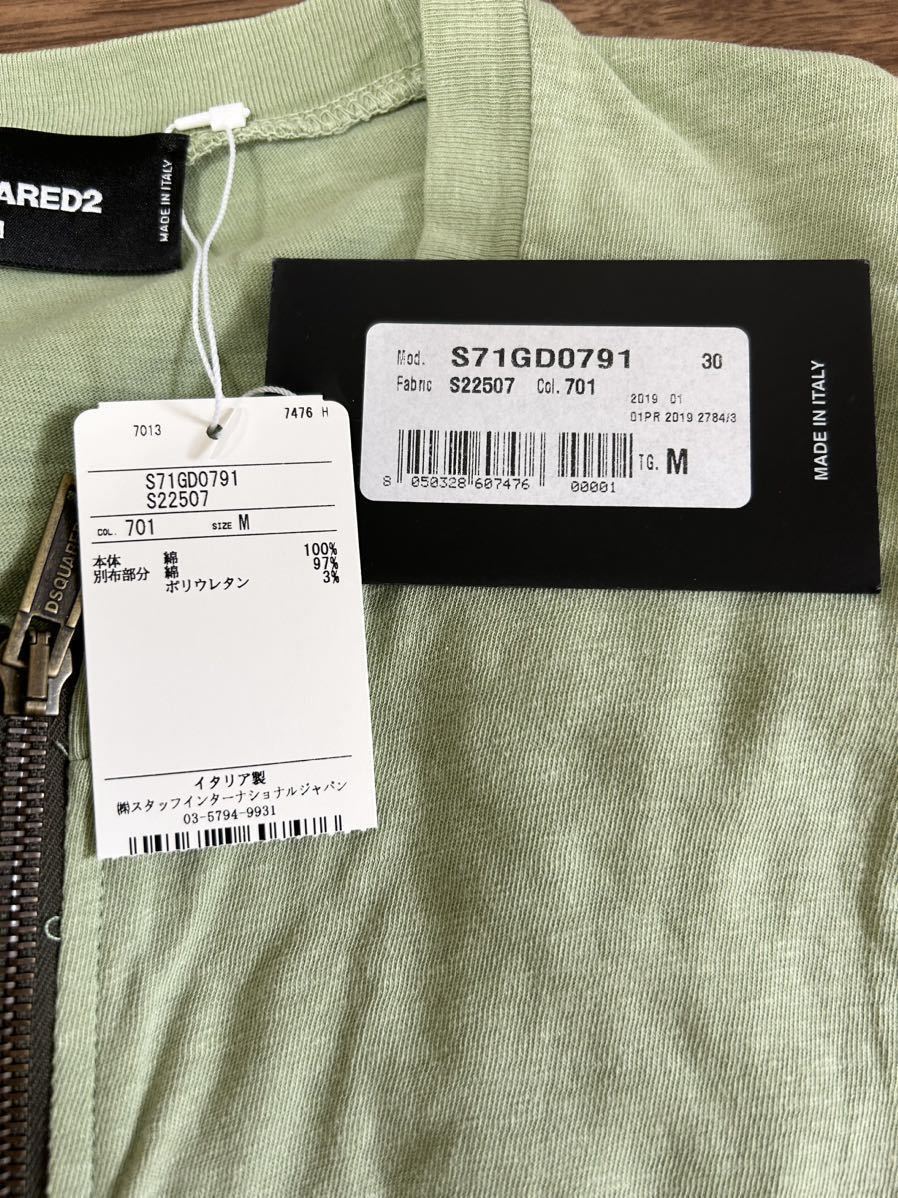 ARED2
MADE IN ITALY
Mod. S71GD0791 30
Fabric S22507 Col. 701
2019 01
01PR 2019 2784/3
8 050328 607476 00001
TG. M
MADE IN ITALY
7476 H
7013
S71GD0791
S22507
COL. 701 SIZE M
本体 綿 100%
別布部分 綿 97%
ポリウレタン 3%
イタリア製
㈱スタッフインターナショナルジャパン
03-5794-9931
DSQUARED